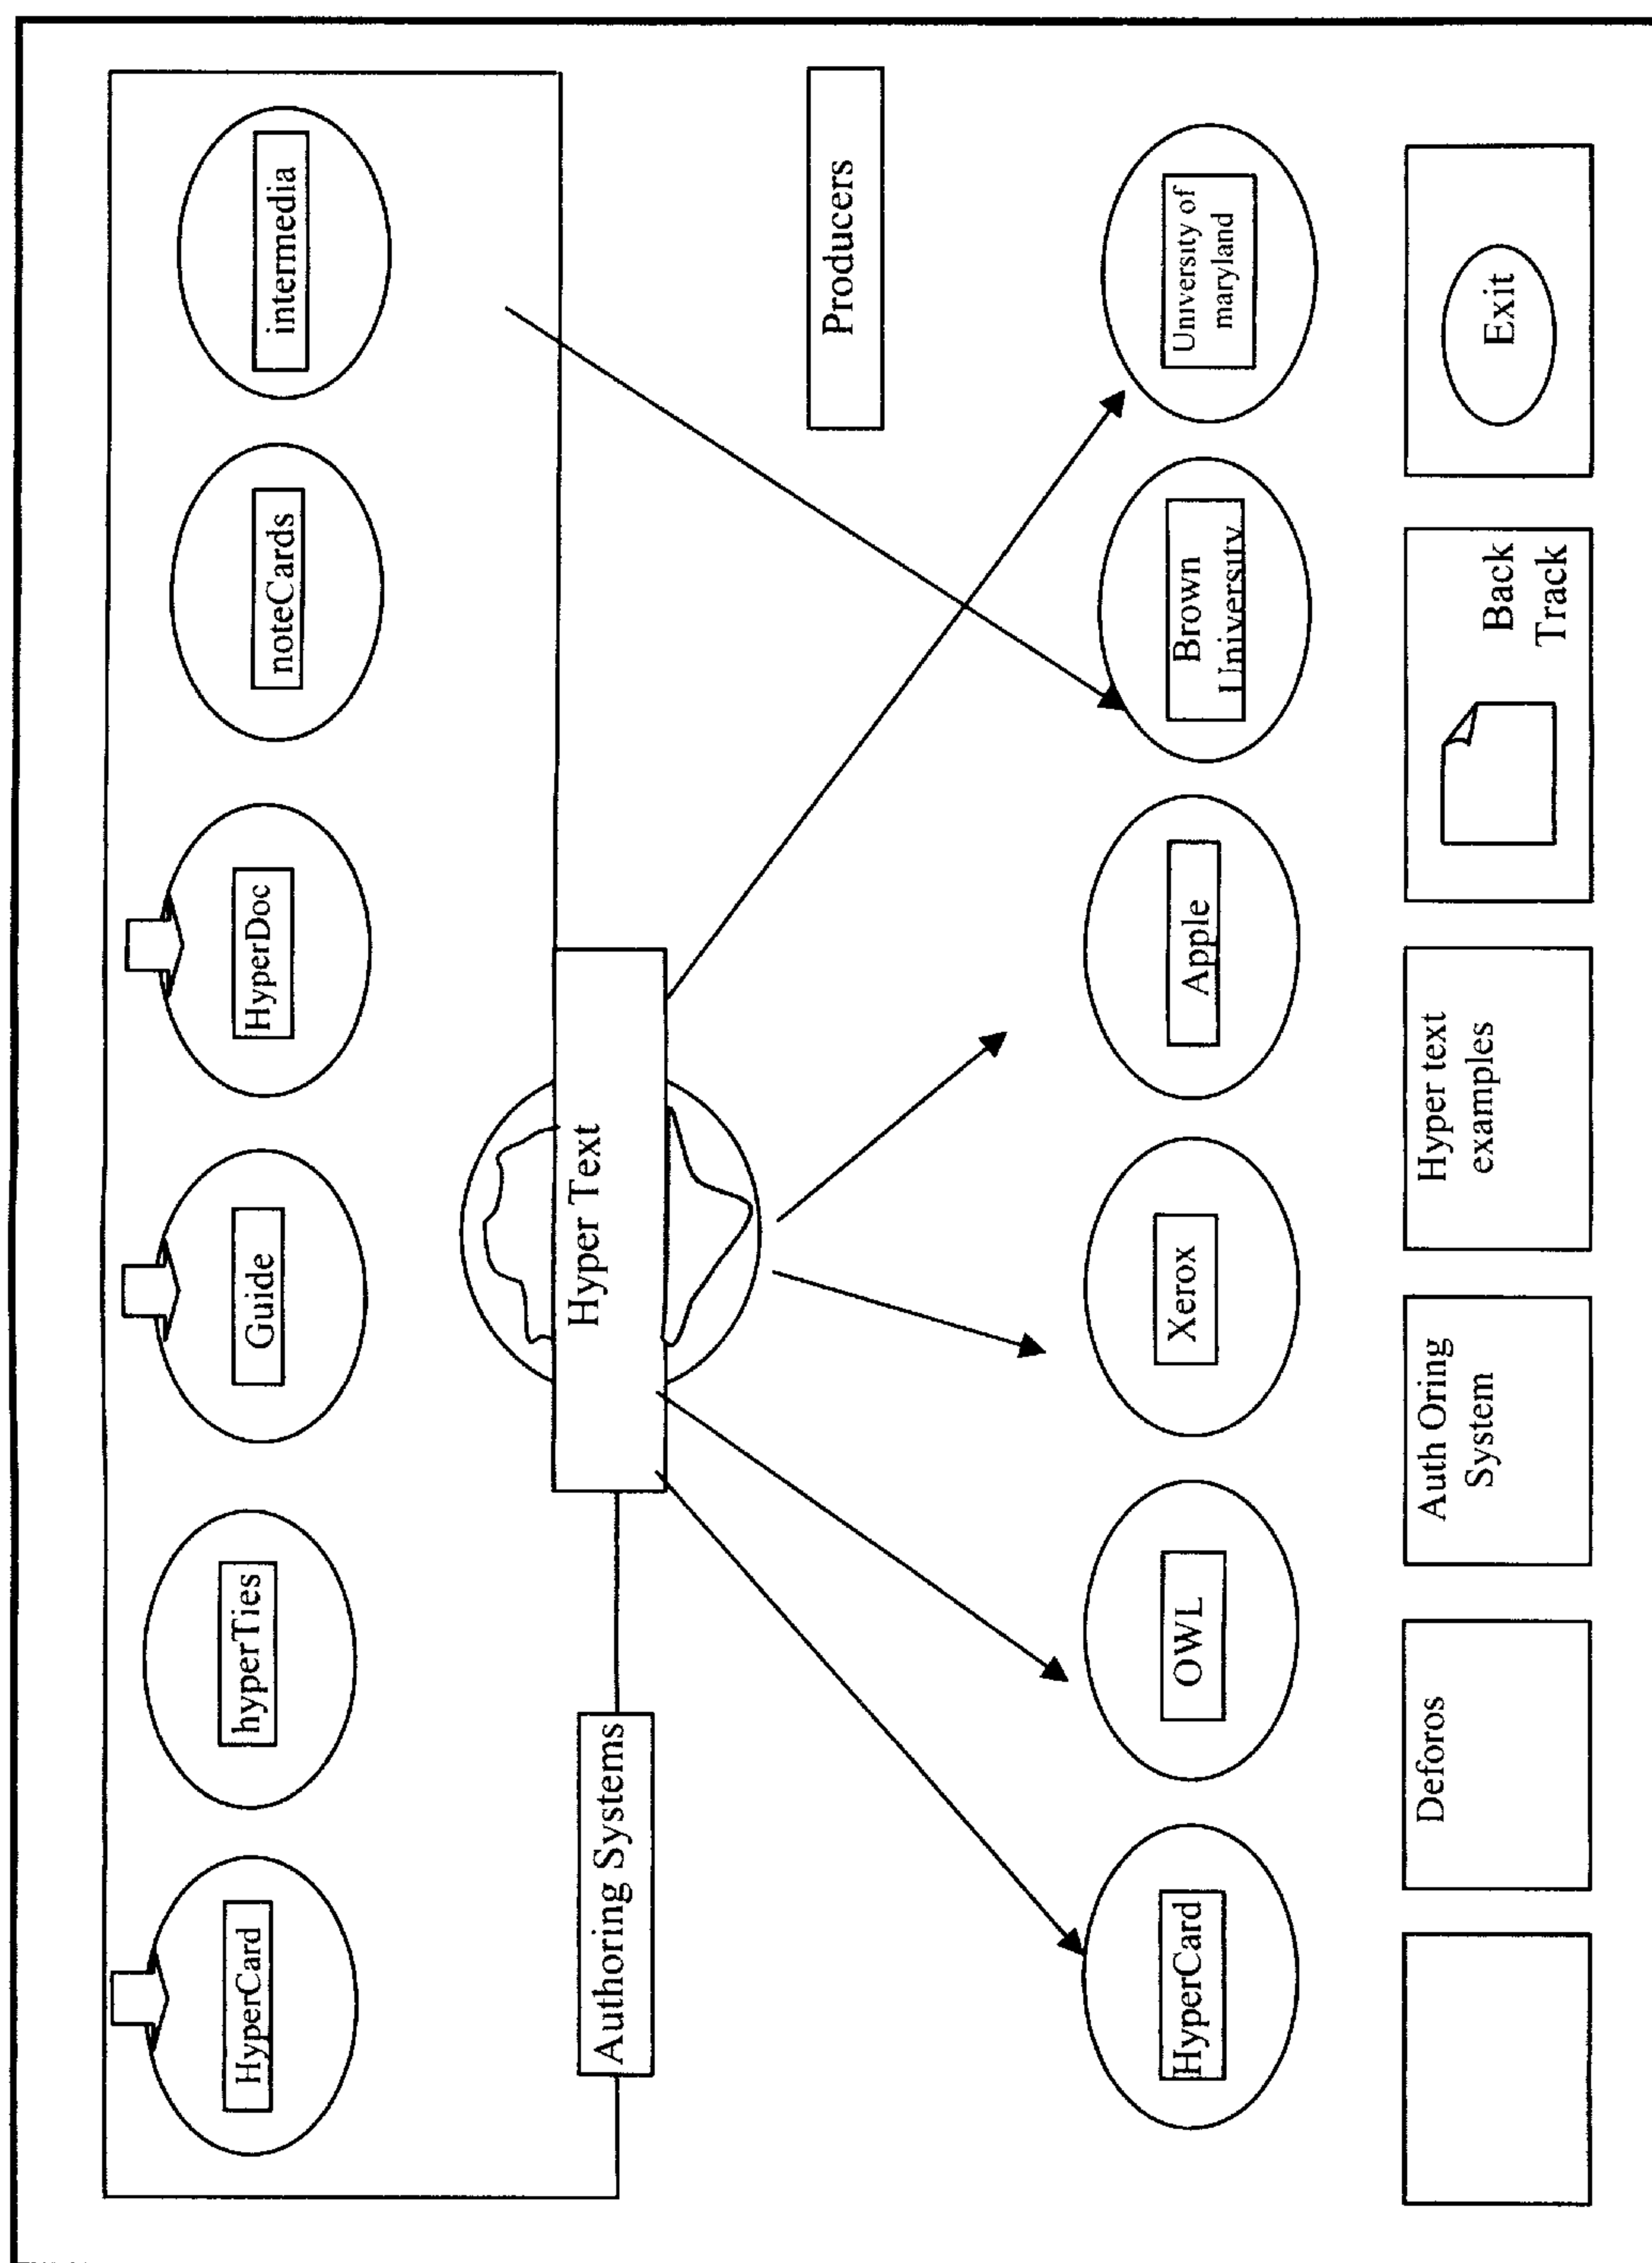 HyperCard
hyperTies
Guide
HyperDoc
noteCards
intermedia
Hyper Text
Authoring Systems
Producers
HyperCard
OWL
Xerox
Apple
Brown
University
University of
maryland
Deforos
Auth Oring
System
Hyper text
examples
Back
Track
Exit